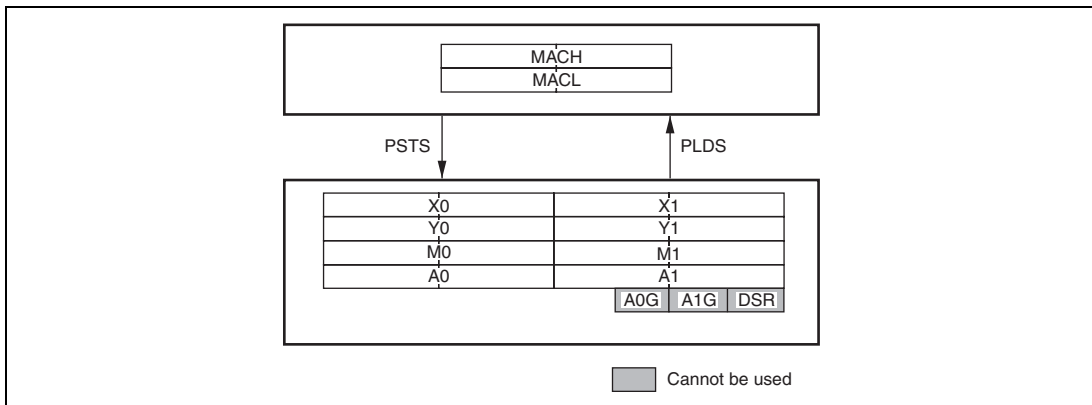 MACH
MACL
PSTS PLDS
X0 X1
Y0 Y1
M0 M1
A0 A1
A0G A1G DSR
Cannot be used